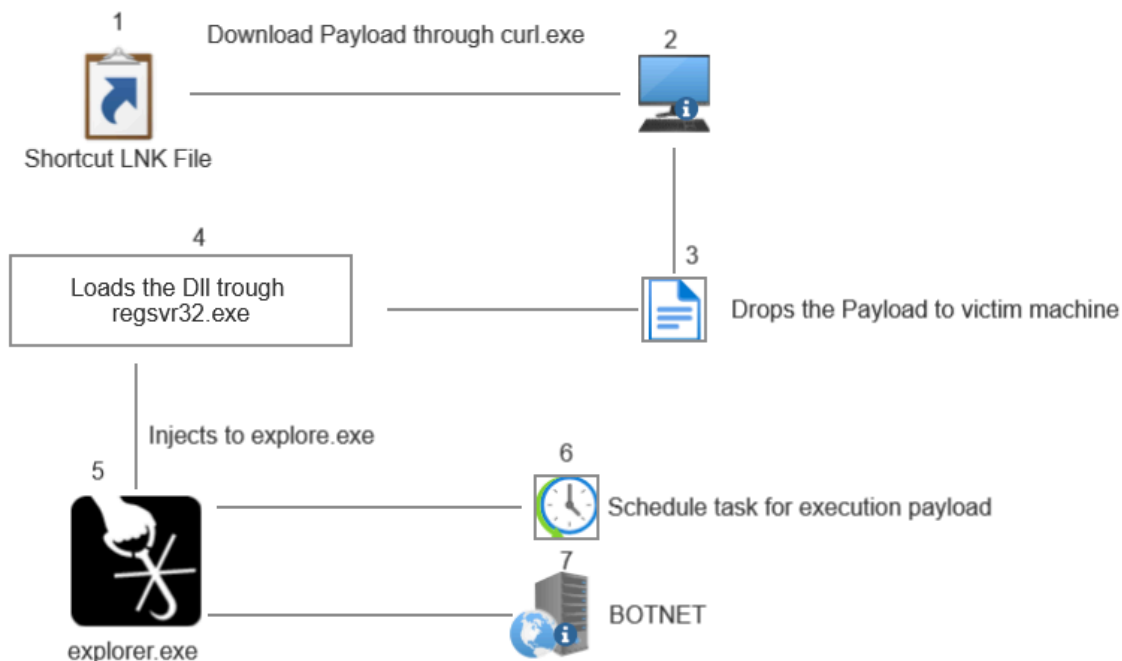 1
Download Payload through curl.exe
2
Shortcut LNK File
3
Drops the Payload to victim machine
4
Loads the Dll trough
regsvr32.exe
Injects to explore.exe
5
explorer.exe
6
Schedule task for execution payload
7
BOTNET